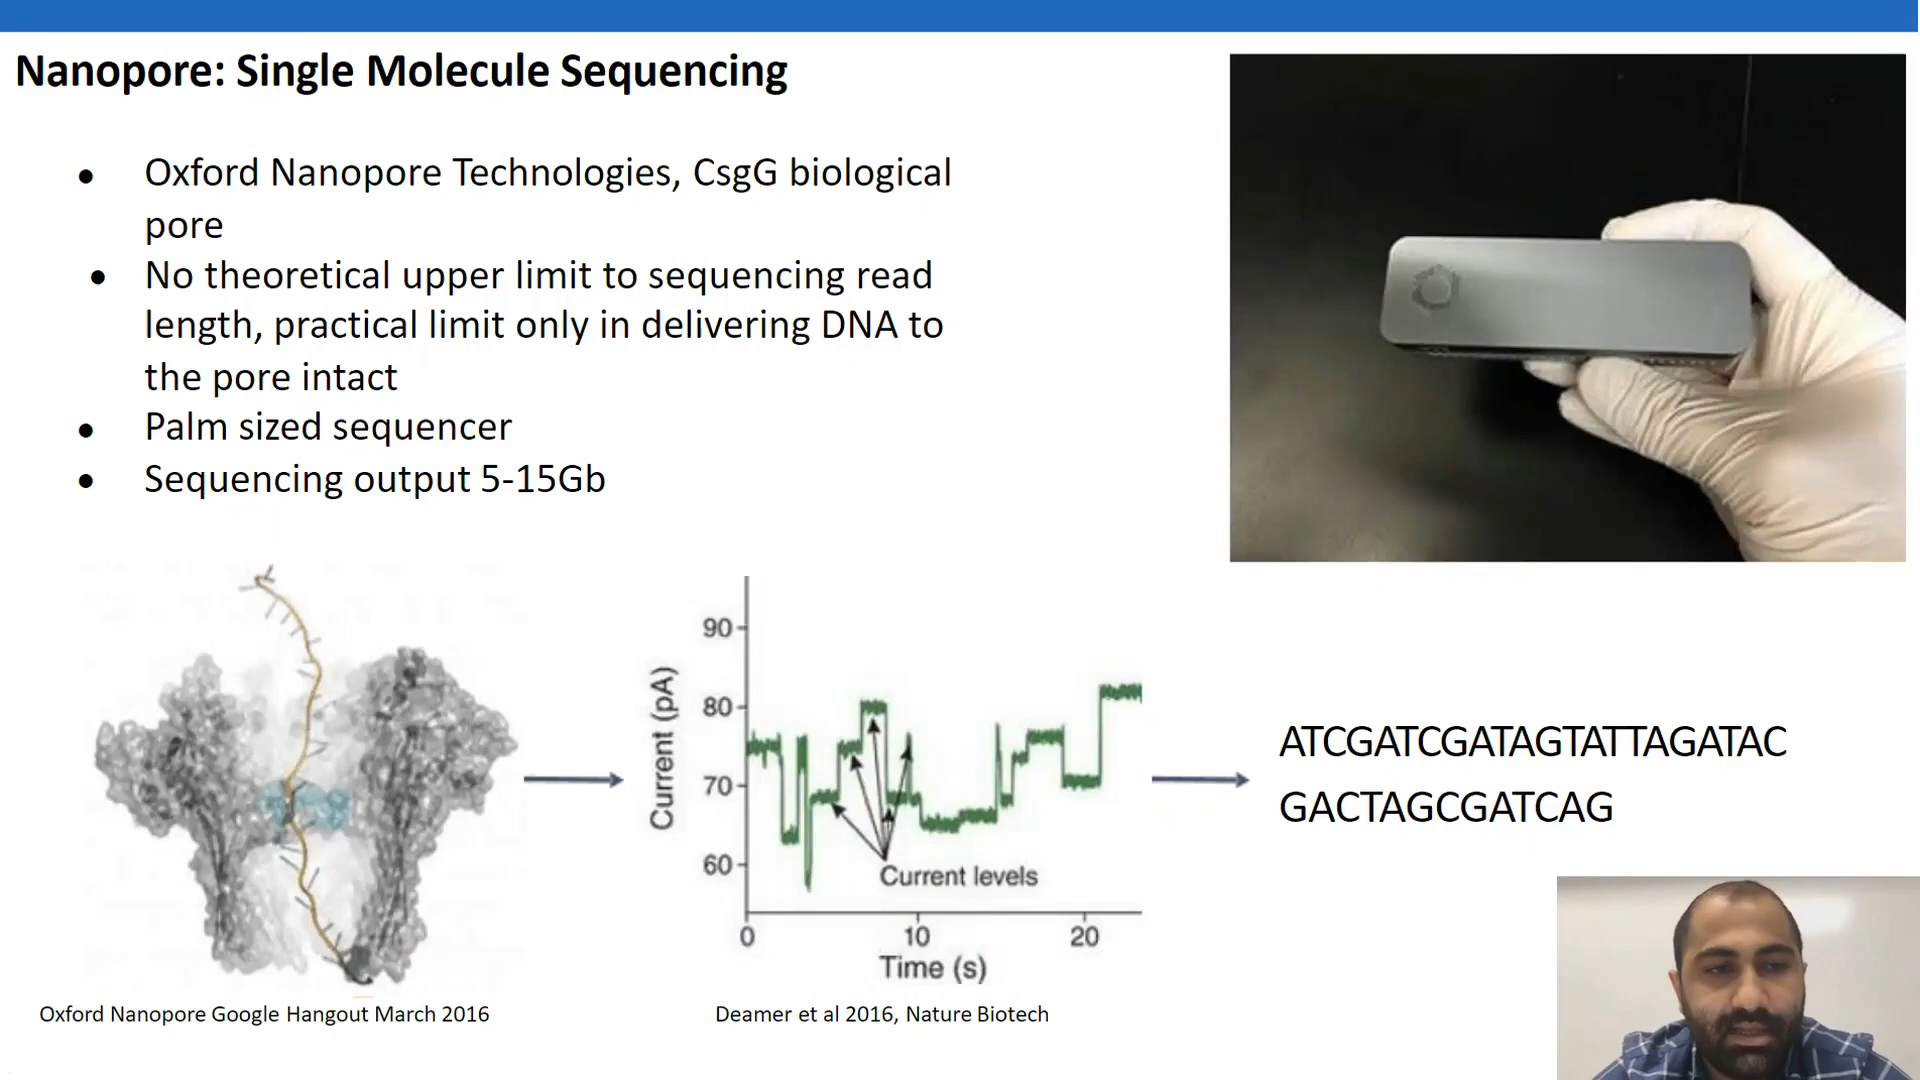 Nanopore: Single Molecule Sequencing
● Oxford Nanopore Technologies, CsgG biological
pore
● No theoretical upper limit to sequencing read
length, practical limit only in delivering DNA to
the pore intact
● Palm sized sequencer
● Sequencing output 5-15Gb
90
80
70
60
Current (pA)
Current levels
0 10 20
Time (s)
ATCGATCGATAGTATTAGATAC
GACTAGCGATCAG
Oxford Nanopore Google Hangout March 2016
Deamer et al 2016, Nature Biotech